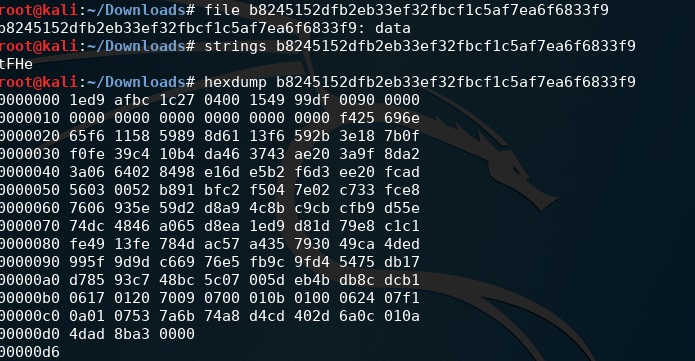 root@kali:~/Downloads# file b8245152dfb2eb33ef32fbcf1c5af7ea6f6833f9
b8245152dfb2eb33ef32fbcf1c5af7ea6f6833f9: data
root@kali:~/Downloads# strings b8245152dfb2eb33ef32fbcf1c5af7ea6f6833f9
tFHe
root@kali:~/Downloads# hexdump b8245152dfb2eb33ef32fbcf1c5af7ea6f6833f9
0000000 1ed9 afbc 1c27 0400 1549 99df 0090 0000
0000010 0000 0000 0000 0000 0000 0000 f425 696e
0000020 65f6 1158 5989 8d61 13f6 592b 3e18 7b0f
0000030 f0fe 39c4 10b4 da46 3743 ae20 3a9f 8da2
0000040 3a06 6402 8498 e16d e5b2 f6d3 ee20 fcad
0000050 5603 0052 b891 bfc2 f504 7e02 c733 fce8
0000060 7606 935e 59d2 d8a9 4c8b c9cb cfb9 d55e
0000070 74dc 4846 a065 d8ea 1ed9 d81d 79e8 c1c1
0000080 fe49 13fe 784d ac57 a435 7930 49ca 4ded
0000090 995f 9d9d c669 76e5 fb9c 9fd4 5475 db17
00000a0 d785 93c7 48bc 5c07 005d eb4b db8c dcb1
00000b0 0617 0120 7009 0700 010b 0100 0624 07f1
00000c0 0a01 0753 7a6b 74a8 d4cd 402d 6a0c 010a
00000d0 4dad 8ba3 0000
00000d6